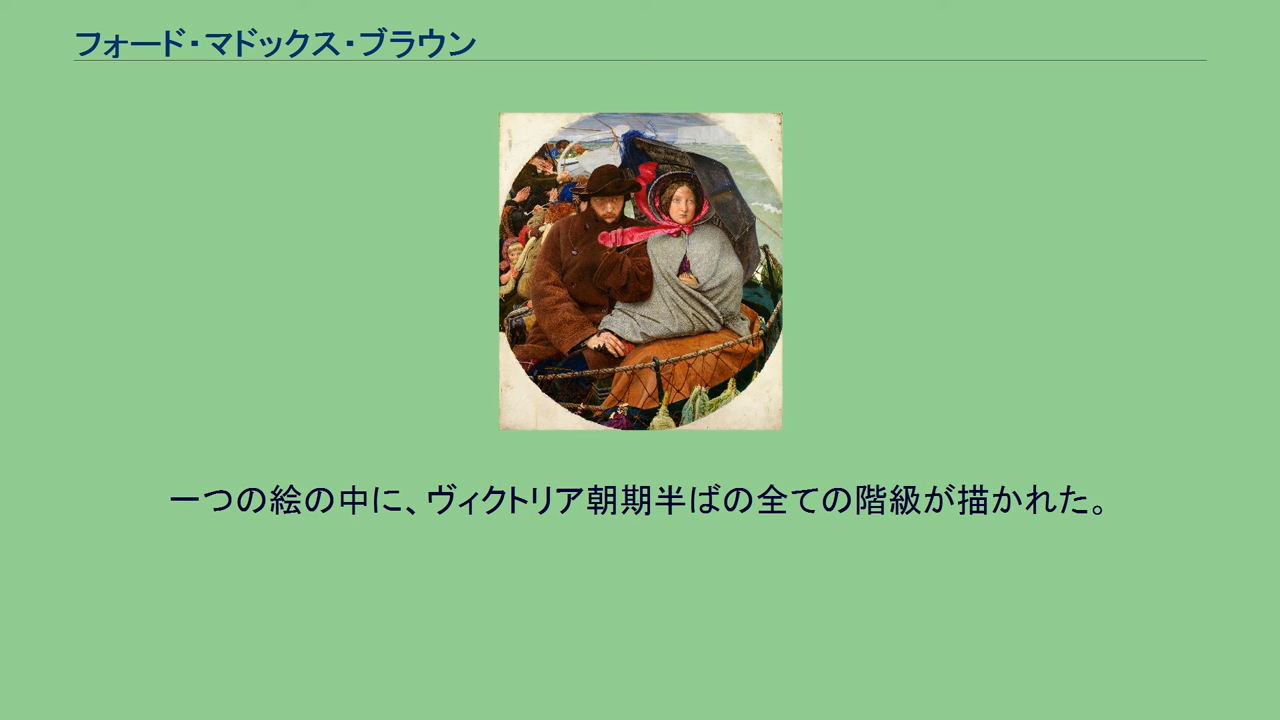 フォード・マドックス・ブラウン
一つの絵の中に、ヴィクトリア朝期半ばの全ての階級が描かれた。